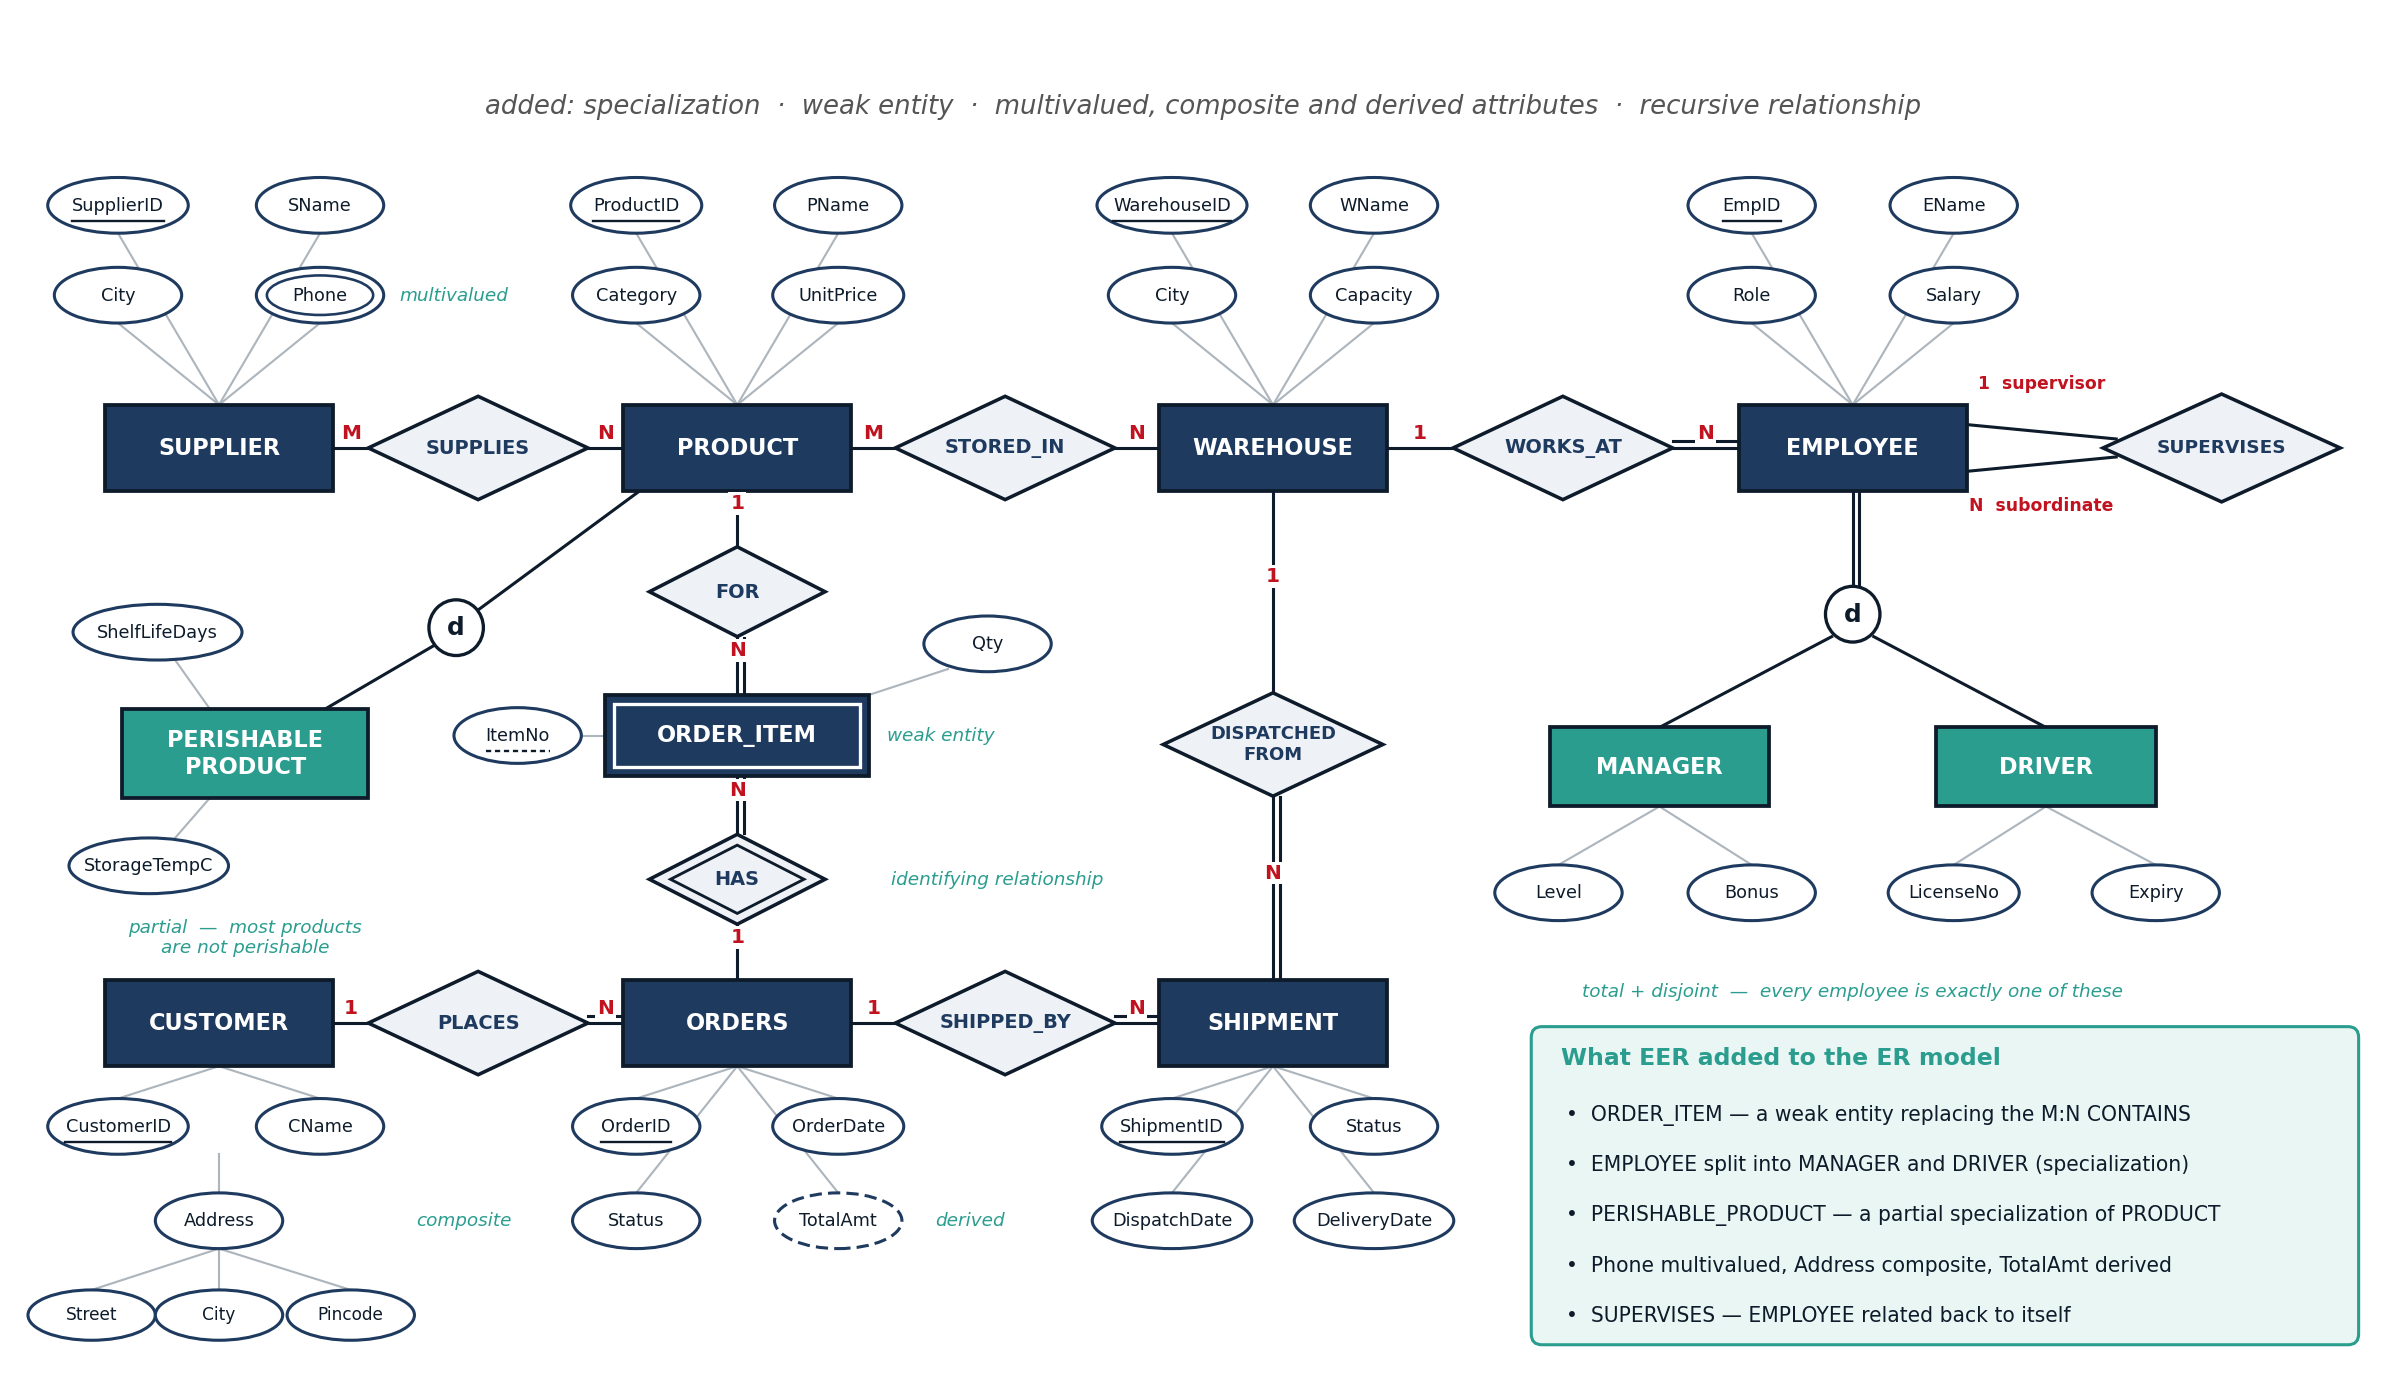 added: specialization · weak entity · multivalued, composite and derived attributes · recursive relationship
SupplierID
SName
ProductID
PName
WarehouseID
WName
EmpID
EName
City
Phone
multivalued
Category
UnitPrice
City
Capacity
Role
Salary
1 supervisor
SUPPLIER
M
SUPPLIES
N
PRODUCT
M
STORED_IN
N
WAREHOUSE
1
WORKS_AT
N
EMPLOYEE
SUPERVISES
N subordinate
1
1
FOR
d
d
ShelfLifeDays
N
Qty
PERISHABLE
PRODUCT
ItemNo
ORDER_ITEM
weak entity
DISPATCHED
FROM
MANAGER
DRIVER
N
StorageTempC
HAS
identifying relationship
N
Level
Bonus
LicenseNo
Expiry
partial — most products
are not perishable
1
total + disjoint — every employee is exactly one of these
CUSTOMER
1
PLACES
N
ORDERS
1
SHIPPED_BY
N
SHIPMENT
CustomerID
CName
OrderID
OrderDate
ShipmentID
Status
Address
composite
Status
TotalAmt
derived
DispatchDate
DeliveryDate
Street
City
Pincode
What EER added to the ER model
• ORDER_ITEM — a weak entity replacing the M:N CONTAINS
• EMPLOYEE split into MANAGER and DRIVER (specialization)
• PERISHABLE_PRODUCT — a partial specialization of PRODUCT
• Phone multivalued, Address composite, TotalAmt derived
• SUPERVISES — EMPLOYEE related back to itself